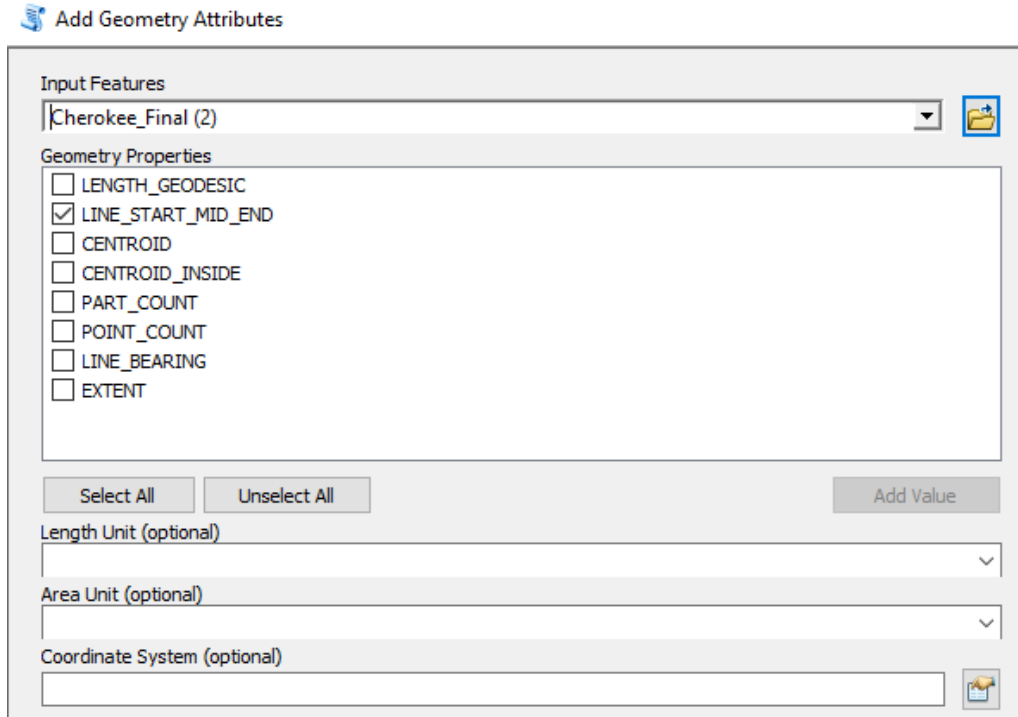 Add Geometry Attributes
Input Features
Cherokee_Final (2)
Geometry Properties
LENGTH_GEODESIC
LINE_START_MID_END
CENTROID
CENTROID_INSIDE
PART_COUNT
POINT_COUNT
LINE_BEARING
EXTENT
Select All Unselect All Add Value
Length Unit (optional)
Area Unit (optional)
Coordinate System (optional)